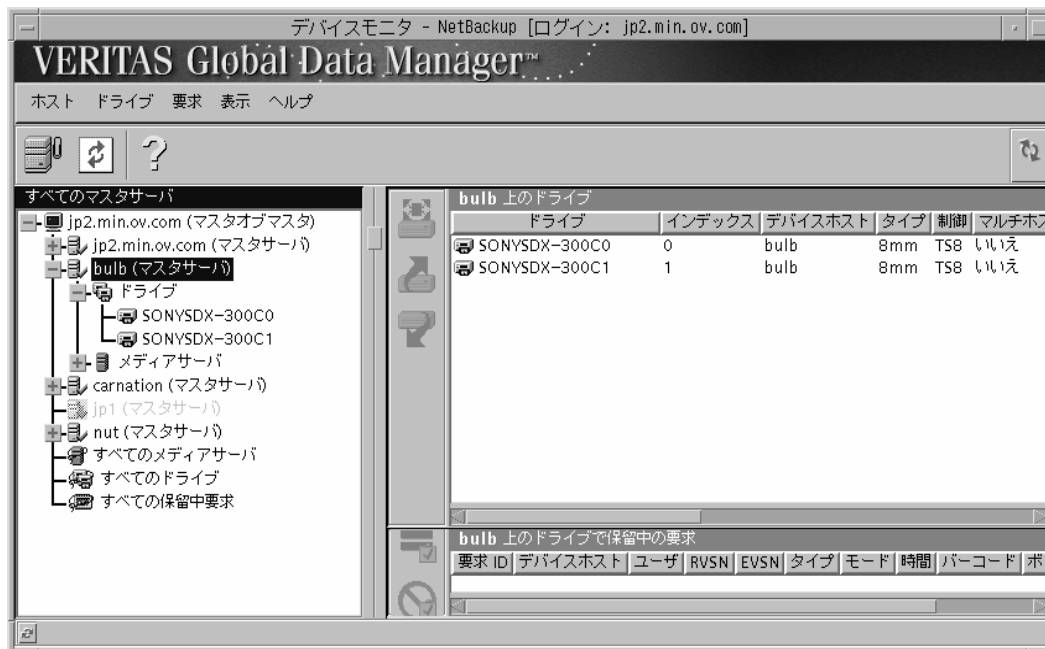 デバイスモニタ - NetBackup [ログイン: jp2.min.ov.com]
VERITAS Global Data Manager™
ホスト ドライブ 要求 表示 ヘルプ
すべてのマスタサーバ
jp2.min.ov.com (マスタオブマスタ)
jp2.min.ov.com (マスタサーバ)
bulb (マスタサーバ)
ドライブ
SONYSDX-300C0
SONYSDX-300C1
メディアサーバ
carnation (マスタサーバ)
jp1 (マスタサーバ)
nut (マスタサーバ)
すべてのメディアサーバ
すべてのドライブ
すべての保留中要求
bulb 上のドライブ
ドライブ インデックス デバイスホスト タイプ 制御 マルチホス
SONYSDX-300C0 0 bulb 8mm TS8 いいえ
SONYSDX-300C1 1 bulb 8mm TS8 いいえ
bulb 上のドライブで保留中の要求
要求 ID デバイスホスト ユーザ RVSN EVSN タイプ モード 時間 バーコード ボ